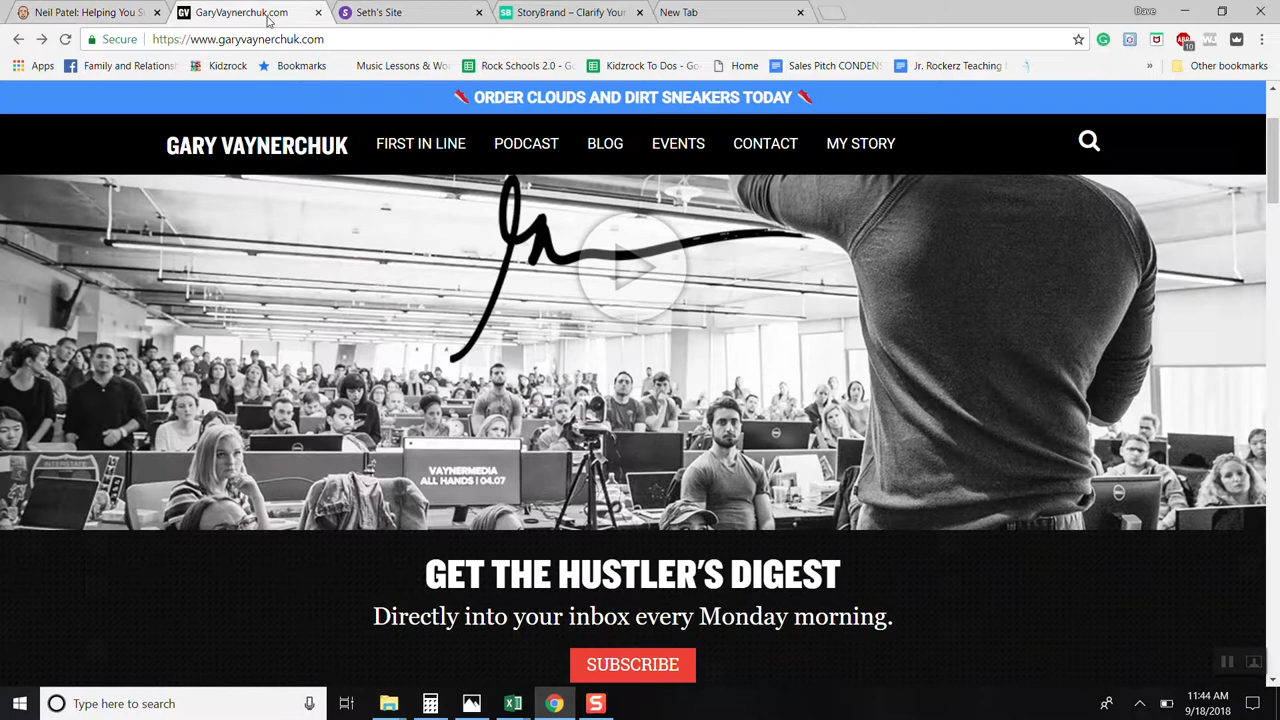 Neil Patel: Helping You S
GaryVaynerchuk.com
Seth's Site
StoryBrand – Clarify Your
New Tab
Dave
Secure
https://www.garyvaynerchuk.com
10
Apps
Family and Relations
Kidzrock
Bookmarks
Music Lessons & Wo
Rock Schools 2.0 - Go
Kidzrock To Dos - Go
Home
Sales Pitch CONDENS
Jr. Rockerz Teaching
»
Other bookmarks
ORDER CLOUDS AND DIRT SNEAKERS TODAY
GARY VAYNERCHUK
FIRST IN LINE
PODCAST
BLOG
EVENTS
CONTACT
MY STORY
INTERSTATE
VAYNERMEDIA
ALL HANDS | 04.07
GET THE HUSTLER'S DIGEST
Directly into your inbox every Monday morning.
SUBSCRIBE
Type here to search
11:44 AM
9/18/2018